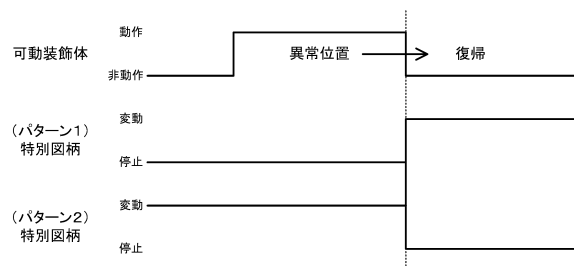 動作
可動装飾体
異常位置
復帰
非動作
変動
（パターン１）
特別図柄
停止
変動
（パターン２）
特別図柄
停止